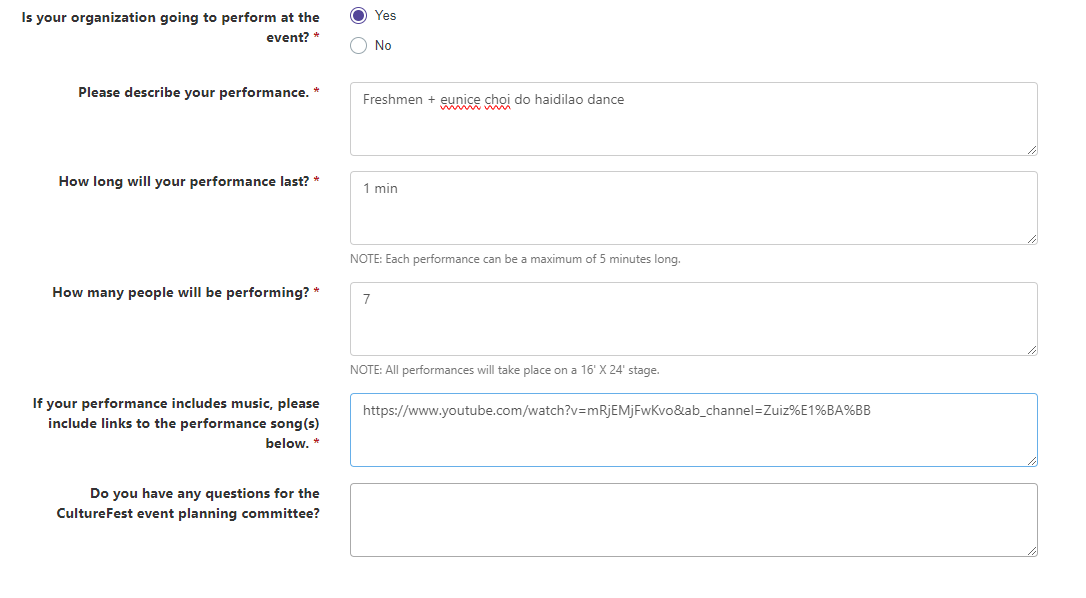 Is your organization going to perform at the
event? *
Yes
No
Please describe your performance. *
Freshmen + eunice choi do haidilao dance
How long will your performance last? *
1 min
NOTE: Each performance can be a maximum of 5 minutes long.
How many people will be performing? *
7
NOTE: All performances will take place on a 16' X 24' stage.
If your performance includes music, please
include links to the performance song(s)
below. *
https://www.youtube.com/watch?v=mRjEMjFwKvo&ab_channel=Zuiz%E1%BA%BB
Do you have any questions for the
CultureFest event planning committee?